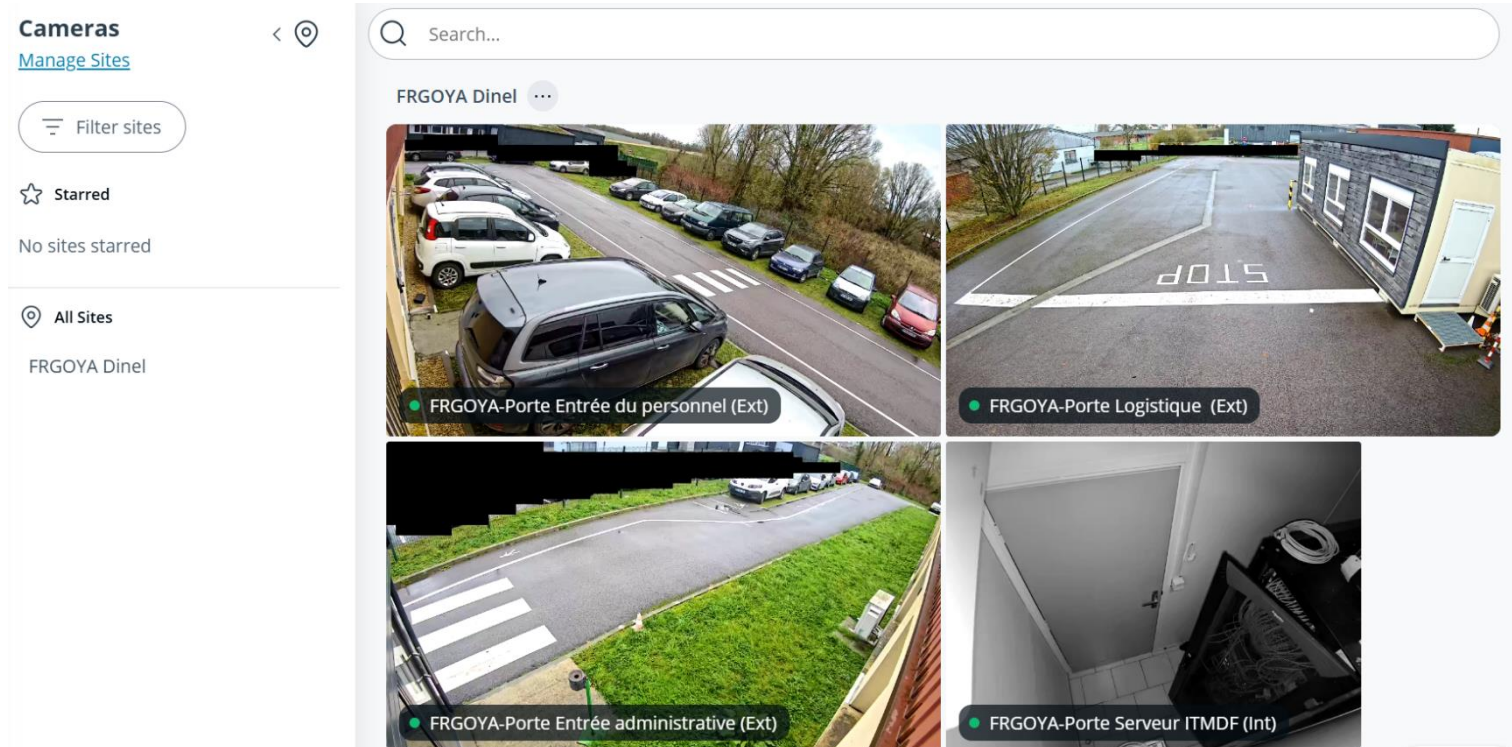 Cameras
Manage Sites
Filter sites
Starred
No sites starred
All Sites
FRGOYA Dinel
Search...
FRGOYA Dinel ...
FRGOYA-Porte Entrée du personnel (Ext)
FRGOYA-Porte Logistique (Ext)
STOP
FRGOYA-Porte Entrée administrative (Ext)
FRGOYA-Porte Serveur ITMDF (Int)